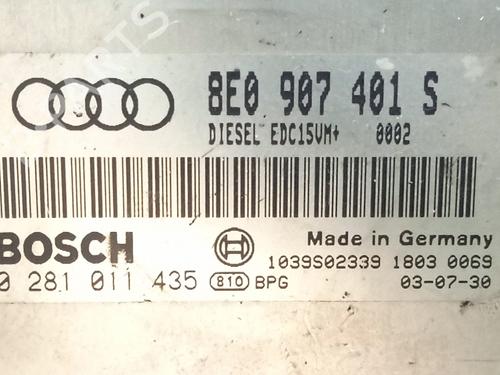 8E0 907 401 S
DIESEL EDC15VM+ 0002
BOSCH
Made in Germany
1039S02339 1803 0069
0 281 011 435 810 BPG 03-07-30